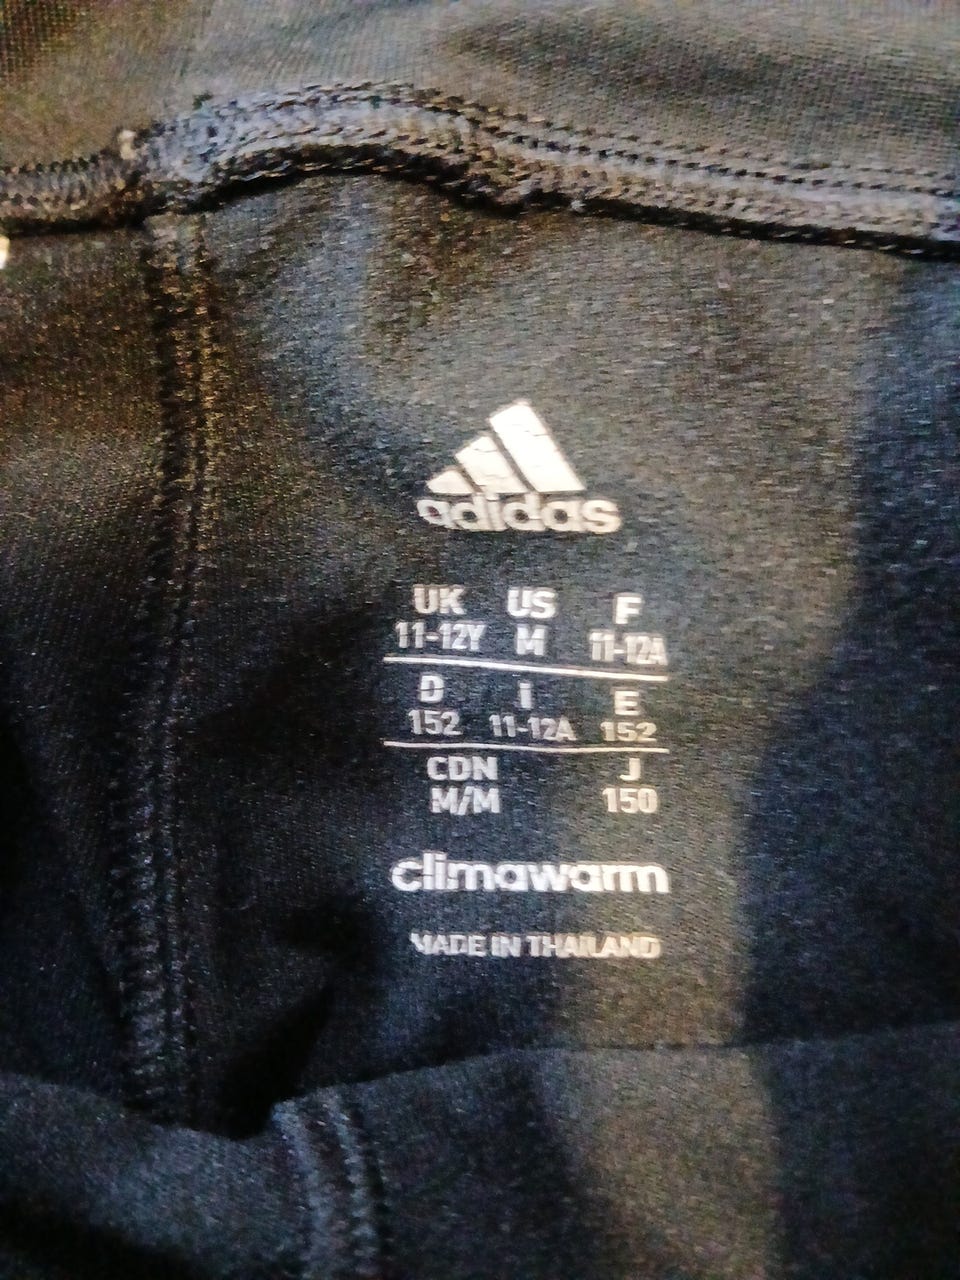 adidas
UK US F
11-12Y M 11-12A
D I E
152 11-12A 152
CDN J
M/M 150
climawarm
MADE IN THAILAND